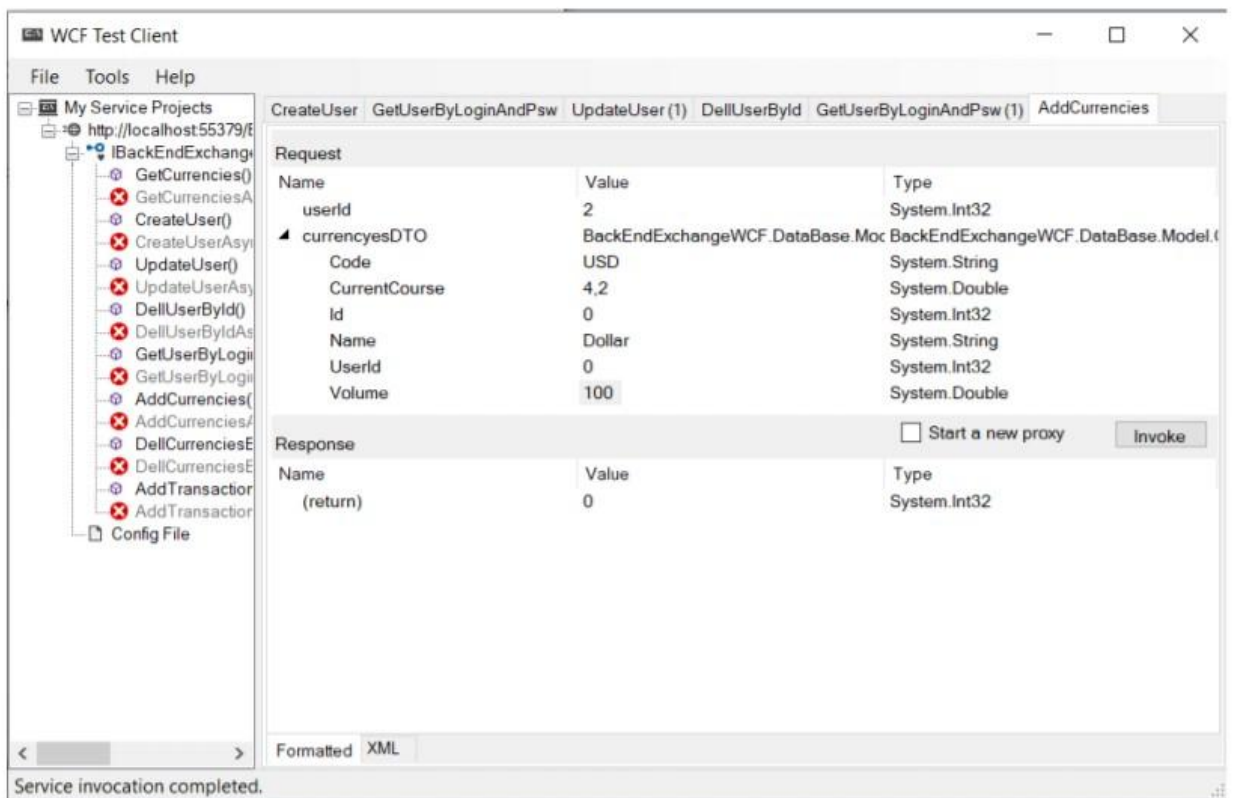 WCF Test Client
File Tools Help
My Service Projects
http://localhost:55379/E
IBackEndExchange
GetCurrencies()
GetCurrenciesA
CreateUser()
CreateUserAsy
UpdateUser()
UpdateUserAsy
DellUserById()
DellUserByIdAs
GetUserByLogi
GetUserByLogi
AddCurrencies(
AddCurrenciesA
DellCurrenciesE
DellCurrenciesE
AddTransaction
AddTransaction
Config File
CreateUser GetUserByLoginAndPsw UpdateUser (1) DellUserById GetUserByLoginAndPsw (1) AddCurrencies
Request
Name Value Type
userId 2 System.Int32
currencyesDTO BackEndExchangeWCF.DataBase.Moc BackEndExchangeWCF.DataBase.Model.(
Code USD System.String
CurrentCourse 4,2 System.Double
Id 0 System.Int32
Name Dollar System.String
UserId 0 System.Int32
Volume 100 System.Double
Response
Start a new proxy Invoke
Name Value Type
(return) 0 System.Int32
Formatted XML
Service invocation completed.